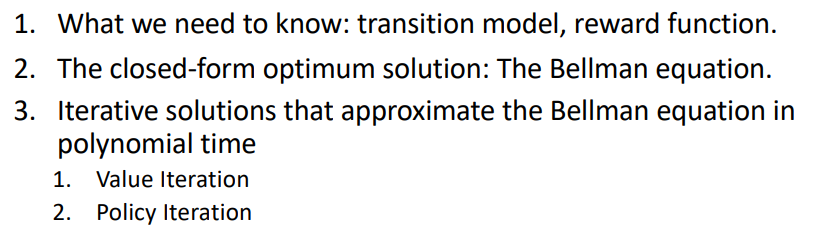 1. What we need to know: transition model, reward function.
2. The closed-form optimum solution: The Bellman equation.
3. Iterative solutions that approximate the Bellman equation in
polynomial time
1. Value Iteration
2. Policy Iteration